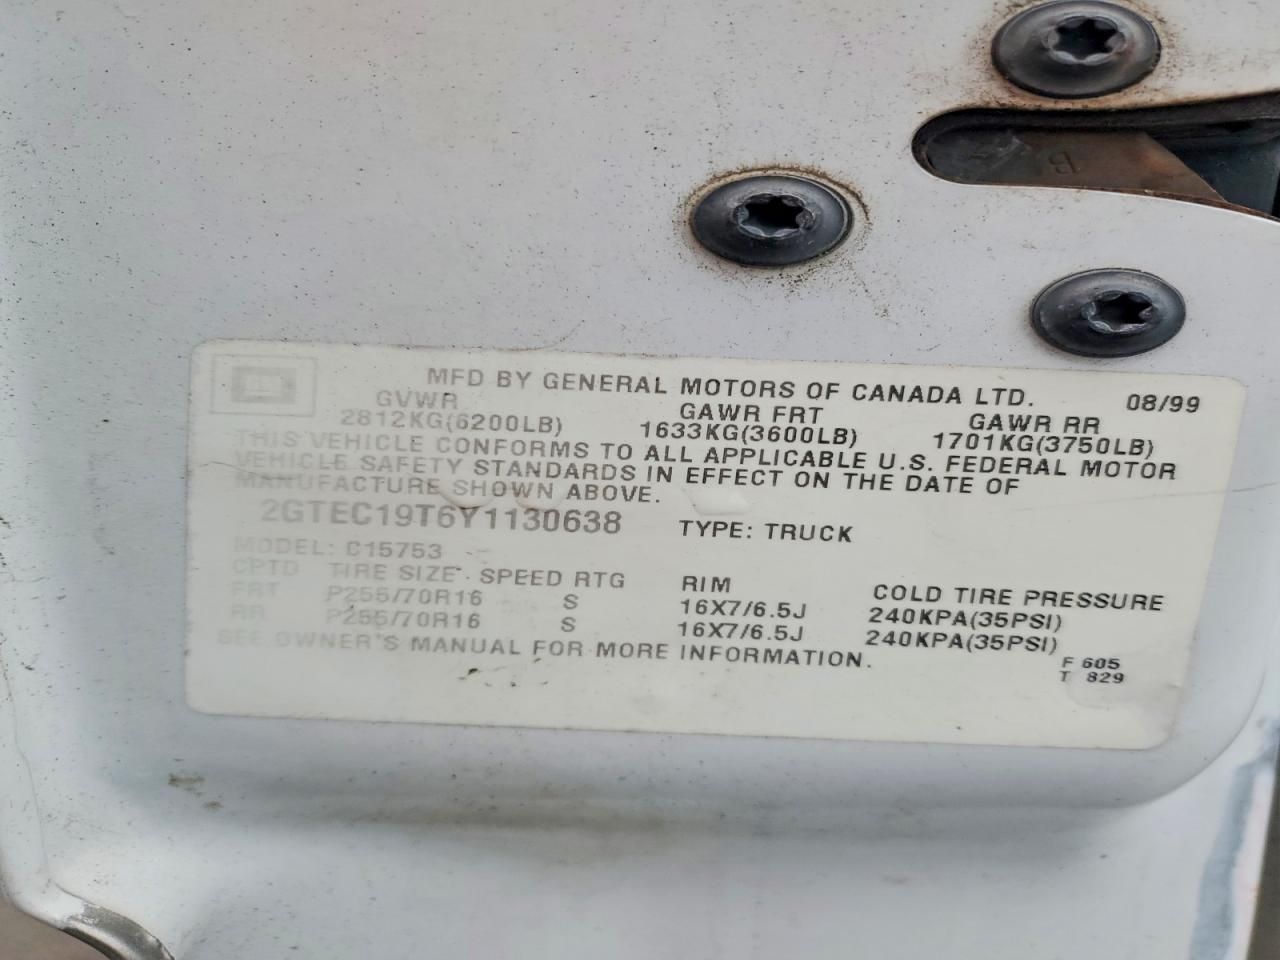 MFD BY GENERAL MOTORS OF CANADA LTD. 08/99
GVWR GAWR FRT GAWR RR
2812KG(6200LB) 1633KG(3600LB) 1701KG(3750LB)
THIS VEHICLE CONFORMS TO ALL APPLICABLE U.S. FEDERAL MOTOR
VEHICLE SAFETY STANDARDS IN EFFECT ON THE DATE OF
MANUFACTURE SHOWN ABOVE.
2GTEC19T6Y1130638 TYPE: TRUCK
MODEL: C15753
CPTD TIRE SIZE SPEED RTG RIM COLD TIRE PRESSURE
FRT P255/70R16 S 16X7/6.5J 240KPA(35PSI)
RR P255/70R16 S 16X7/6.5J 240KPA(35PSI)
SEE OWNER'S MANUAL FOR MORE INFORMATION.
F 605
T 829
B